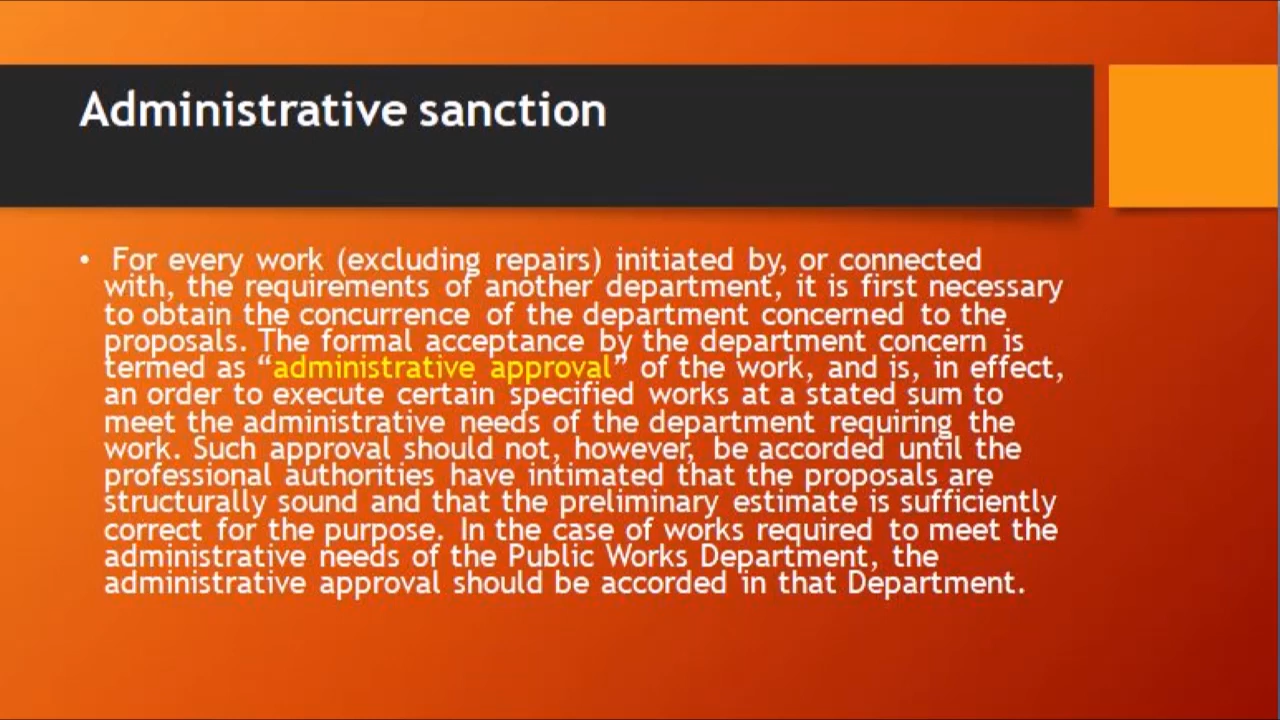 Administrative sanction
• For every work (excluding repairs) initiated by, or connected
with, the requirements of another department, it is first necessary
to obtain the concurrence of the department concerned to the
proposals. The formal acceptance by the department concern is
termed as “administrative approval” of the work, and is, in effect,
an order to execute certain specified works at a stated sum to
meet the administrative needs of the department requiring the
work. Such approval should not, however, be accorded until the
professional authorities have intimated that the proposals are
structurally sound and that the preliminary estimate is sufficiently
correct for the purpose. In the case of works required to meet the
administrative needs of the Public Works Department, the
administrative approval should be accorded in that Department.